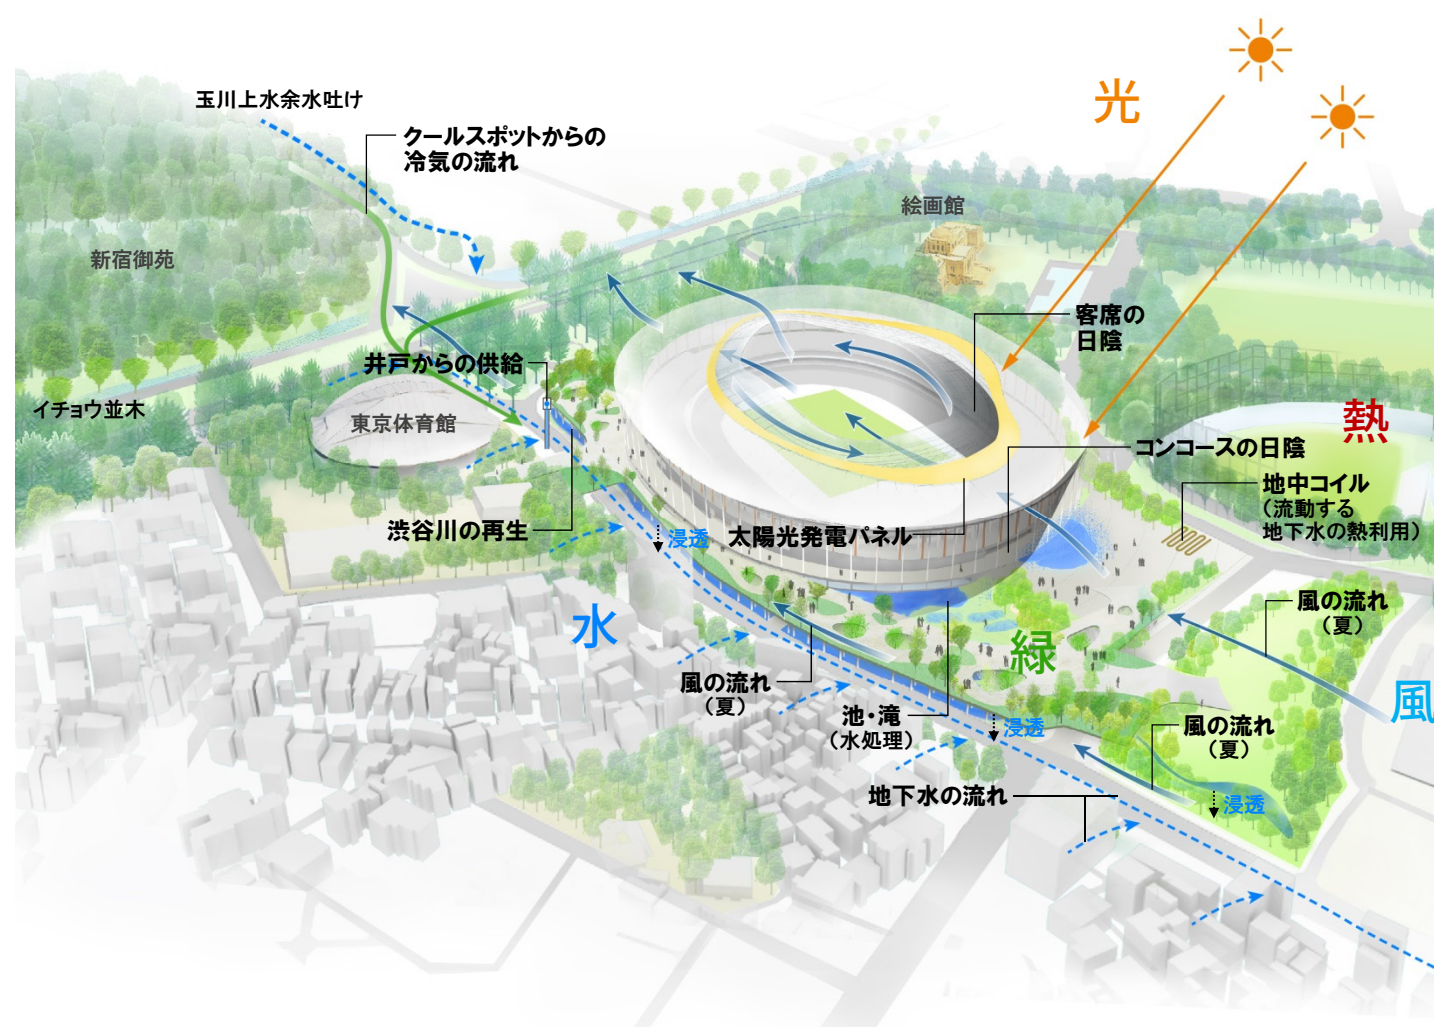 光
玉川上水余水吐け
クールスポットからの
冷気の流れ
絵画館
新宿御苑
客席の
日陰
井戸からの供給
イチョウ並木
東京体育館
熱
コンコースの日陰
地中コイル
（流動する
地下水の熱利用）
渋谷川の再生
浸透
太陽光発電パネル
水
緑
風の流れ
（夏）
風の流れ
（夏）
風
池・滝
（水処理）
浸透
風の流れ
（夏）
地下水の流れ
浸透